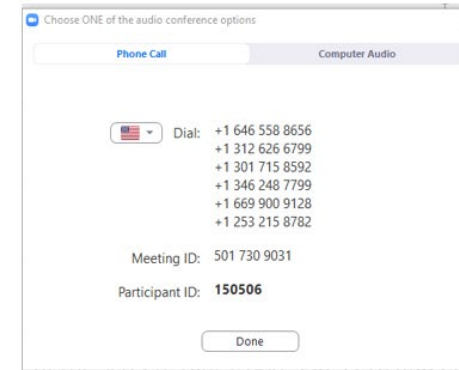 Choose ONE of the audio conference options
Phone Call Computer Audio
Dial: +1 646 558 8656
+1 312 626 6799
+1 301 715 8592
+1 346 248 7799
+1 669 900 9128
+1 253 215 8782
Meeting ID: 501 730 9031
Participant ID: 150506
Done